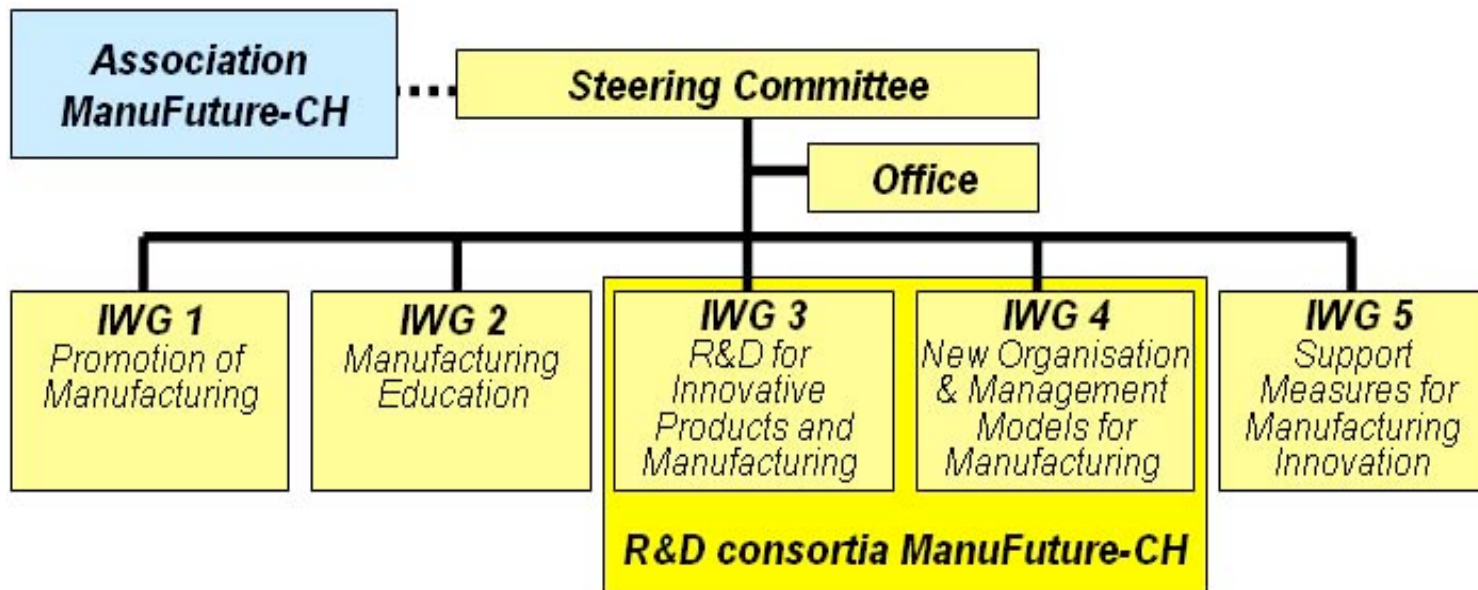 Association
ManuFuture-CH
Steering Committee
Office
IWG 1
Promotion of
Manufacturing
IWG 2
Manufacturing
Education
IWG 3
R&D for
Innovative
Products and
Manufacturing
IWG 4
New Organisation
& Management
Models for
Manufacturing
IWG 5
Support
Measures for
Manufacturing
Innovation
R&D consortia ManuFuture-CH